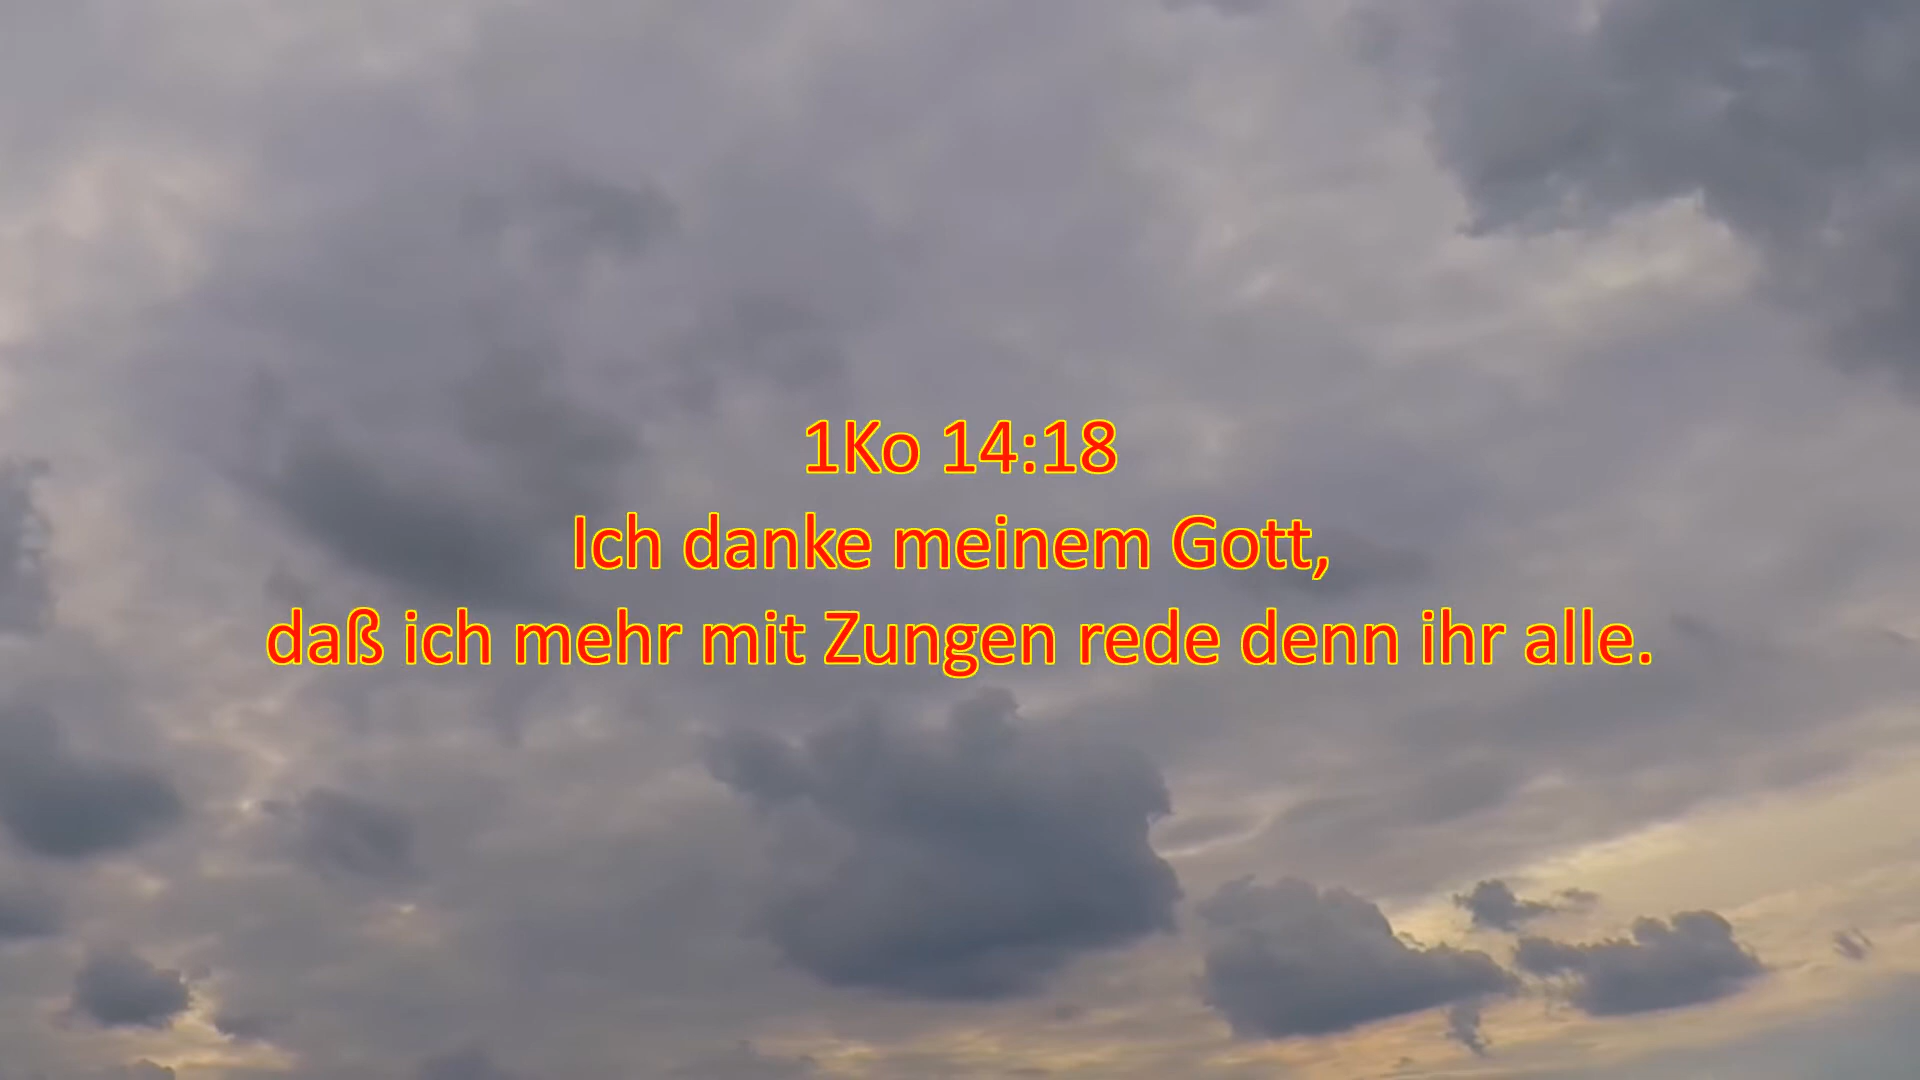 1Ko 14:18
Ich danke meinem Gott,
daß ich mehr mit Zungen rede denn ihr alle.